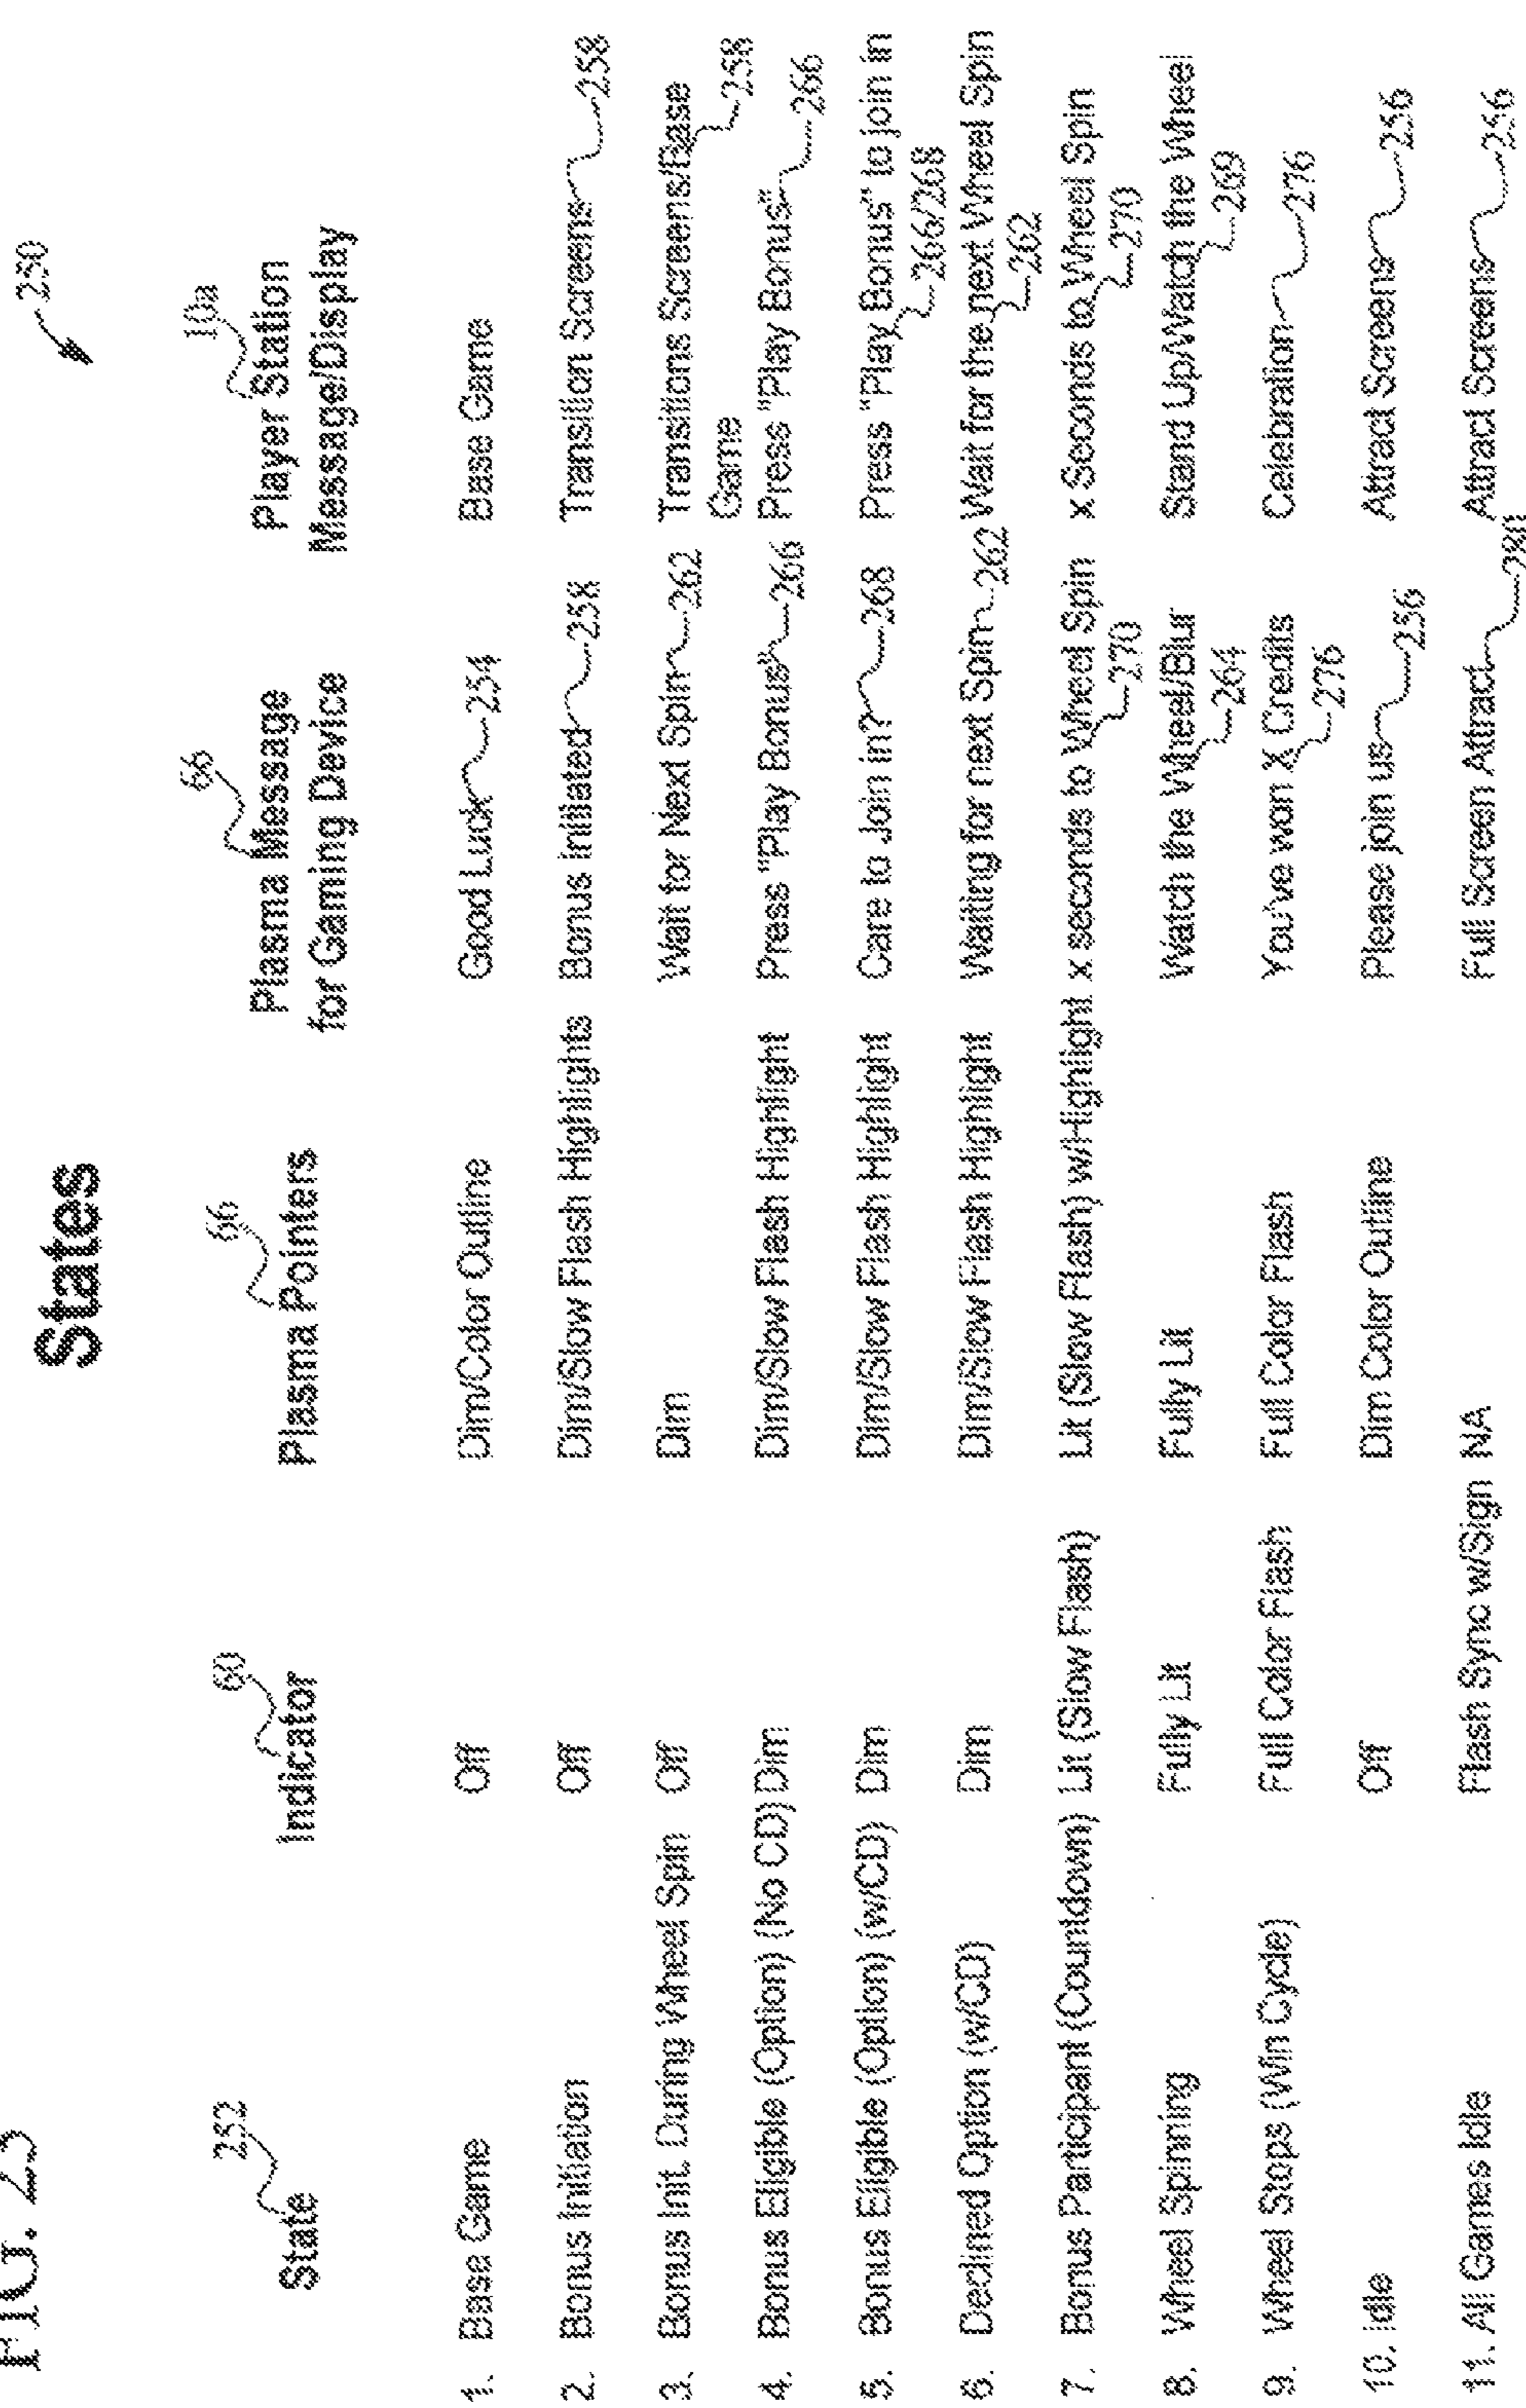 FIG. 23
250
States
252
60
66
66
10a
State Indicator Plasma Pointers Plasma Message Player Station
for Gaming Device Message/Display
1. Base Game Off Dim/Color Outline Good Luck 254 Base Game
2. Bonus Initiation Off Dim/Slow Flash Highlights Bonus Initiated 258 Transition Screens 258
3. Bonus Init. During Wheel Spin Off Dim Wait for Next Spin 262 Transitions Screens/Base
Game 258
4. Bonus Eligible (Option) (No CD) Dim Dim/Slow Flash Highlight Press "Play Bonus" 266 Press "Play Bonus" 266
5. Bonus Eligible (Option) (w/CD) Dim Dim/Slow Flash Highlight Care to Join in? 268 Press "Play Bonus" to join in
266/268
6. Declined Option (w/CD) Dim Dim/Slow Flash Highlight Waiting for next Spin 262 Wait for the next Wheel Spin
262
7. Bonus Participant (Countdown) Lit (Slow Flash) Lit (Slow Flash) w/Highlight x seconds to Wheel Spin x Seconds to Wheel Spin
270 270
8. Wheel Spinning Fully Lit Fully Lit Watch the Wheel/Blur Stand Up/Watch the Wheel
264 269
9. Wheel Stops (Win Cycle) Full Color Flash Full Color Flash You've won X Credits Celebration 276
276
10. Idle Off Dim Color Outline Please join us 256 Attract Screens 256
11. All Games Idle Flash Sync w/Sign NA Full Screen Attract 280 Attract Screens 256